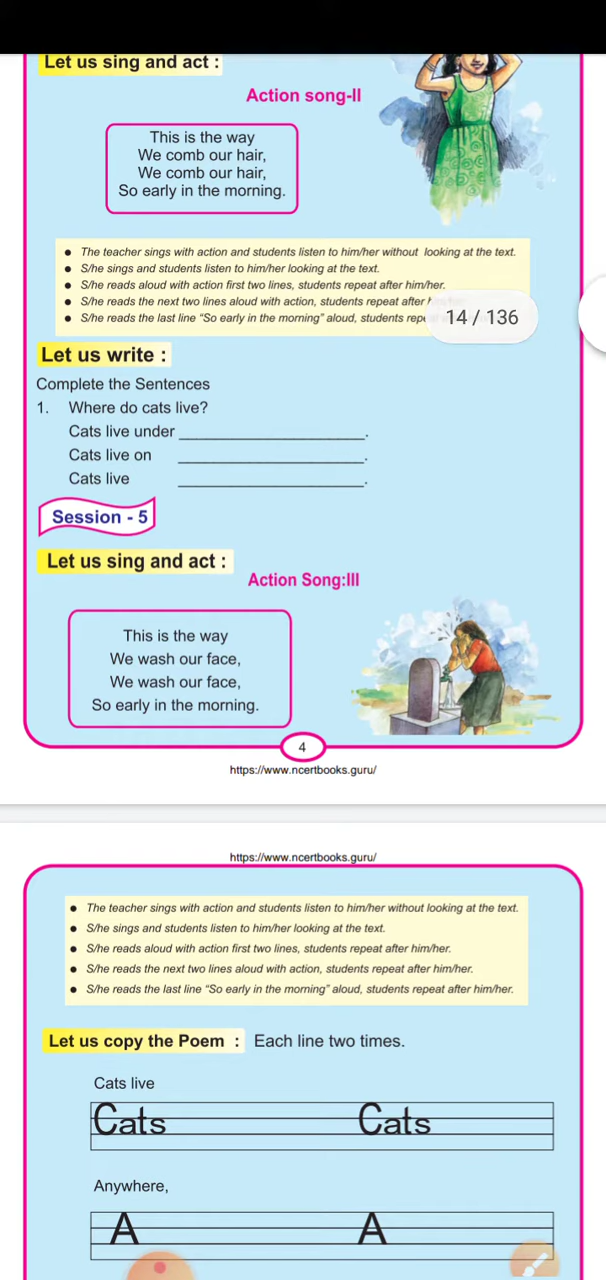 Let us sing and act :
Action song-II
This is the way
We comb our hair,
We comb our hair,
So early in the morning.
The teacher sings with action and students listen to him/her without looking at the text.
S/he sings and students listen to him/her looking at the text.
S/he reads aloud with action first two lines, students repeat after him/her.
S/he reads the next two lines aloud with action, students repeat after
S/he reads the last line “So early in the morning” aloud, students
14 / 136
Let us write :
Complete the Sentences
1. Where do cats live?
Cats live under ____________________.
Cats live on ____________________.
Cats live ____________________.
Session - 5
Let us sing and act :
Action Song:III
This is the way
We wash our face,
We wash our face,
So early in the morning.
4
https://www.ncertbooks.guru/
https://www.ncertbooks.guru/
The teacher sings with action and students listen to him/her without looking at the text.
S/he sings and students listen to him/her looking at the text.
S/he reads aloud with action first two lines, students repeat after him/her.
S/he reads the next two lines aloud with action, students repeat after him/her.
S/he reads the last line “So early in the morning” aloud, students repeat after him/her.
Let us copy the Poem : Each line two times.
Cats live
Cats Cats
Anywhere,
A A